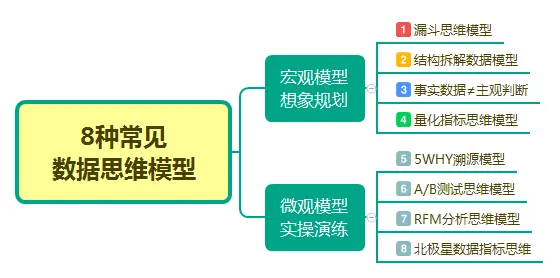 8种常见
数据思维模型
宏观模型
想象规划
1 漏斗思维模型
2 结构拆解数据模型
3 事实数据≠主观判断
4 量化指标思维模型
微观模型
实操演练
5 5WHY溯源模型
6 A/B测试思维模型
7 RFM分析思维模型
8 北极星数据指标思维